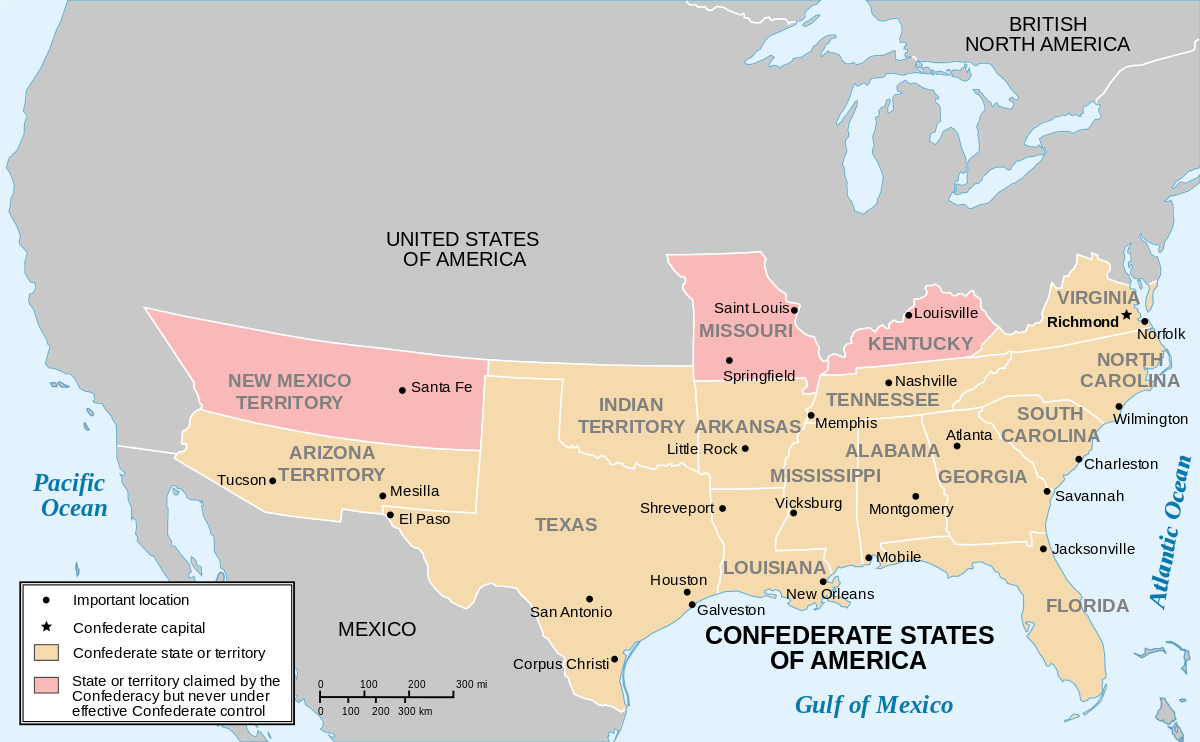 BRITISH
NORTH AMERICA
UNITED STATES
OF AMERICA
VIRGINIA
Richmond
Norfolk
Saint Louis
MISSOURI
Springfield
Louisville
KENTUCKY
NORTH
CAROLINA
Wilmington
NEW MEXICO
TERRITORY
Santa Fe
Nashville
TENNESSEE
Memphis
INDIAN
TERRITORY
ARKANSAS
Little Rock
SOUTH
CAROLINA
Charleston
Atlanta
ALABAMA
GEORGIA
Savannah
ARIZONA
TERRITORY
Tucson
Mesilla
El Paso
MISSISSIPPI
Vicksburg
Montgomery
Shreveport
TEXAS
Pacific
Ocean
Atlantic Ocean
Jacksonville
Mobile
LOUISIANA
New Orleans
Houston
Galveston
San Antonio
FLORIDA
MEXICO
CONFEDERATE STATES
OF AMERICA
Corpus Christi
Gulf of Mexico
Important location
Confederate capital
Confederate state or territory
State or territory claimed by the
Confederacy but never under
effective Confederate control
0 100 200 300 mi
0 100 200 300 km